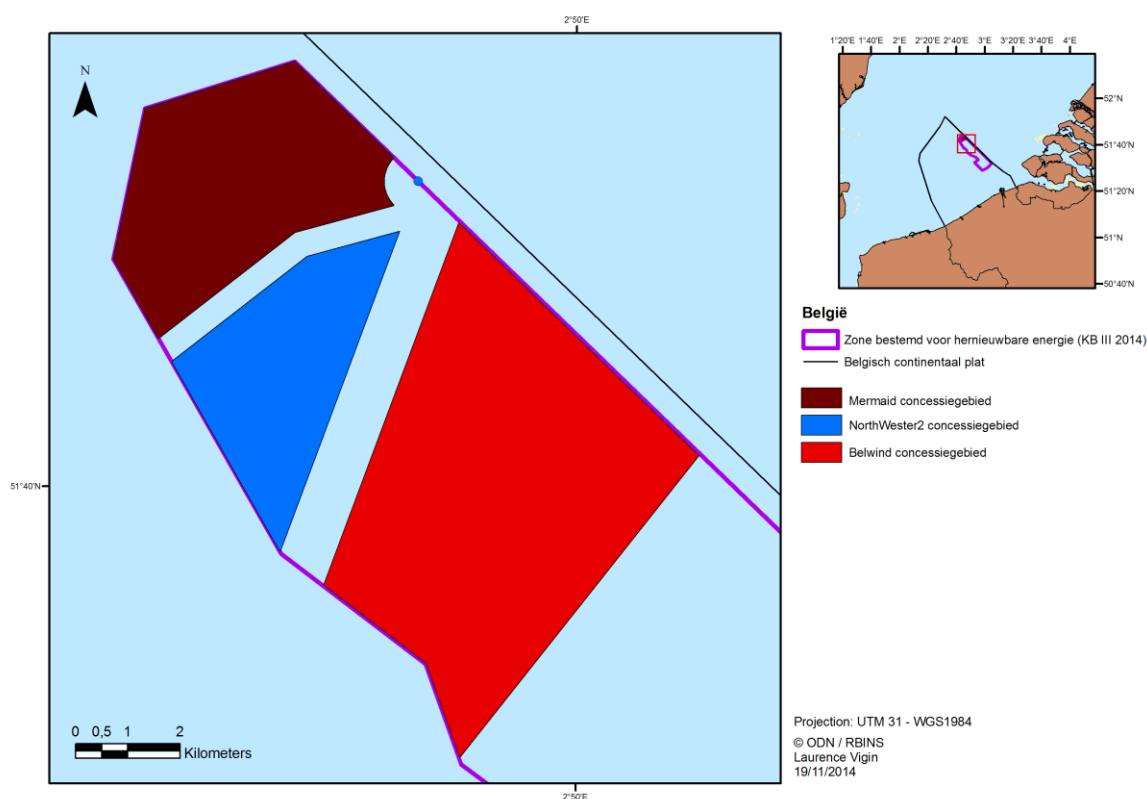 2°50'E
N
51°40'N
0 0,5 1 2
Kilometers
2°50'E
1°20'E 1°40'E 2°E 2°20'E 2°40'E 3°E 3°20'E 3°40'E 4°E
52°N
51°40'N
51°20'N
51°N
50°40'N
België
Zone bestemd voor hernieuwbare energie (KB III 2014)
Belgisch continentaal plat
Mermaid concessiegebied
NorthWester2 concessiegebied
Belwind concessiegebied
Projection: UTM 31 - WGS1984
© ODN / RBINS
Laurence Vigin
19/11/2014